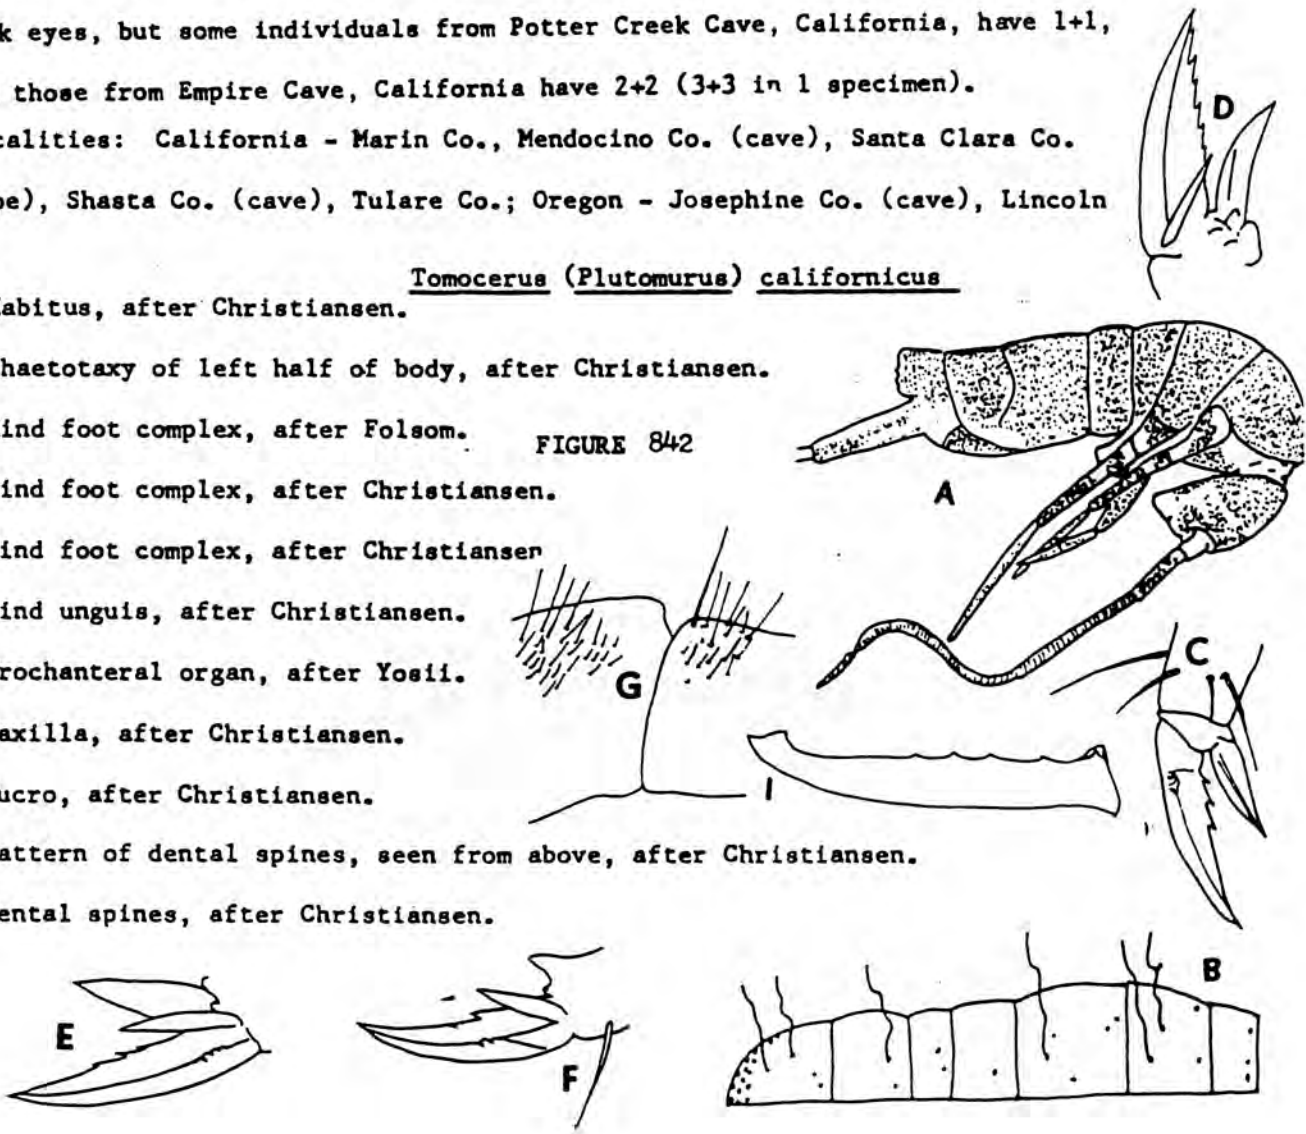 k eyes, but some individuals from Potter Creek Cave, California, have 1+1,
those from Empire Cave, California have 2+2 (3+3 in 1 specimen).
calities: California - Marin Co., Mendocino Co. (cave), Santa Clara Co.
pe), Shasta Co. (cave), Tulare Co.; Oregon - Josephine Co. (cave), Lincoln
Tomocerus (Plutomurus) californicus
abitus, after Christiansen.
haetotaxy of left half of body, after Christiansen.
ind foot complex, after Folsom.
FIGURE 842
ind foot complex, after Christiansen.
ind foot complex, after Christiansen
ind unguis, after Christiansen.
rochanteral organ, after Yosii.
axilla, after Christiansen.
ucro, after Christiansen.
attern of dental spines, seen from above, after Christiansen.
ental spines, after Christiansen.
D
A
C
G
I
B
E
F